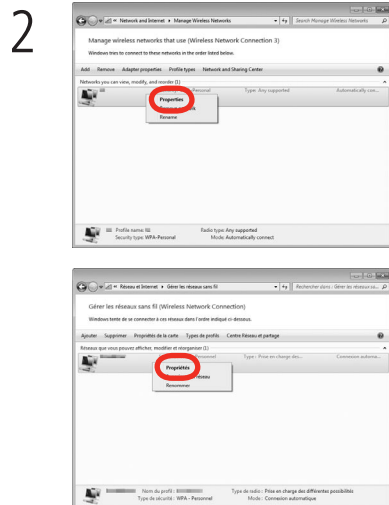 2
« Network and Internet ▸ Manage Wireless Networks
Search Manage Wireless Networks
Manage wireless networks that use (Wireless Network Connection 3)
Windows tries to connect to these networks in the order listed below.
Add Remove Adapter properties Profile types Network and Sharing Center
Networks you can view, modify, and reorder (1)
Personal Type: Any supported Automatically con...
Properties
Rename
Profile name: Radio type: Any supported
Security type: WPA-Personal Mode: Automatically connect
« Réseau et Internet ▸ Gérer les réseaux sans fil
Rechercher dans : Gérer les réseaux sa...
Gérer les réseaux sans fil (Wireless Network Connection)
Windows tente de se connecter à ces réseaux dans l'ordre indiqué ci-dessous.
Ajouter Supprimer Propriétés de la carte Types de profils Centre Réseau et partage
Réseaux que vous pouvez afficher, modifier et réorganiser (1)
Personnel Type : Prise en charge des... Connexion automa...
Propriétés
réseau
Renommer
Nom du profil : Type de radio : Prise en charge des différentes possibilités
Type de sécurité : WPA - Personnel Mode : Connexion automatique